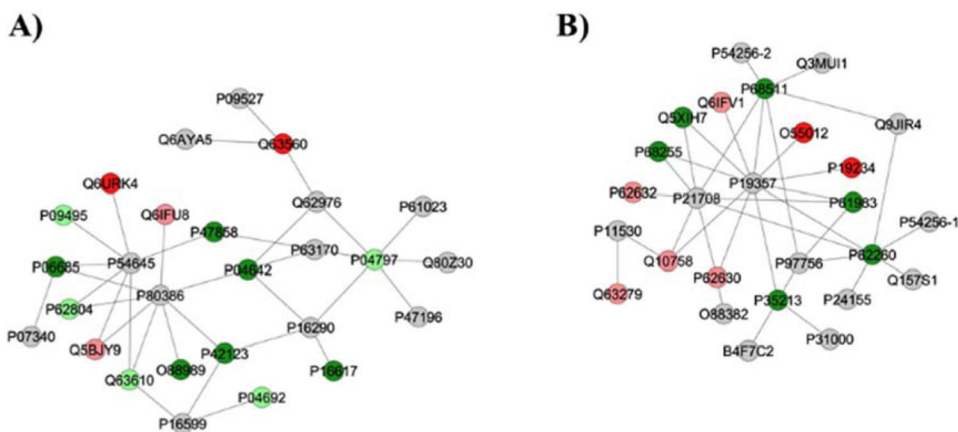 A)
P09527
Q6AYA5
Q63560
Q6URK4
P09495
Q6IFU8
Q62976
P61023
P47858
P06685
P54645
P63170
P04797
Q80Z30
P04642
P62804
P80386
P47196
P07340
P16290
Q5BJY9
O88989
P42123
P16617
Q63610
P04692
P16599
B)
P54256-2
Q3MUI1
P68511
Q6IFV1
Q5XIH7
O55012
Q9JIR4
P68255
P19234
P19357
P62632
P21708
P61983
P54256-1
P11530
Q10758
P97756
P62260
P62630
Q157S1
Q63279
P35213
P24155
O88382
B4F7C2
P31000